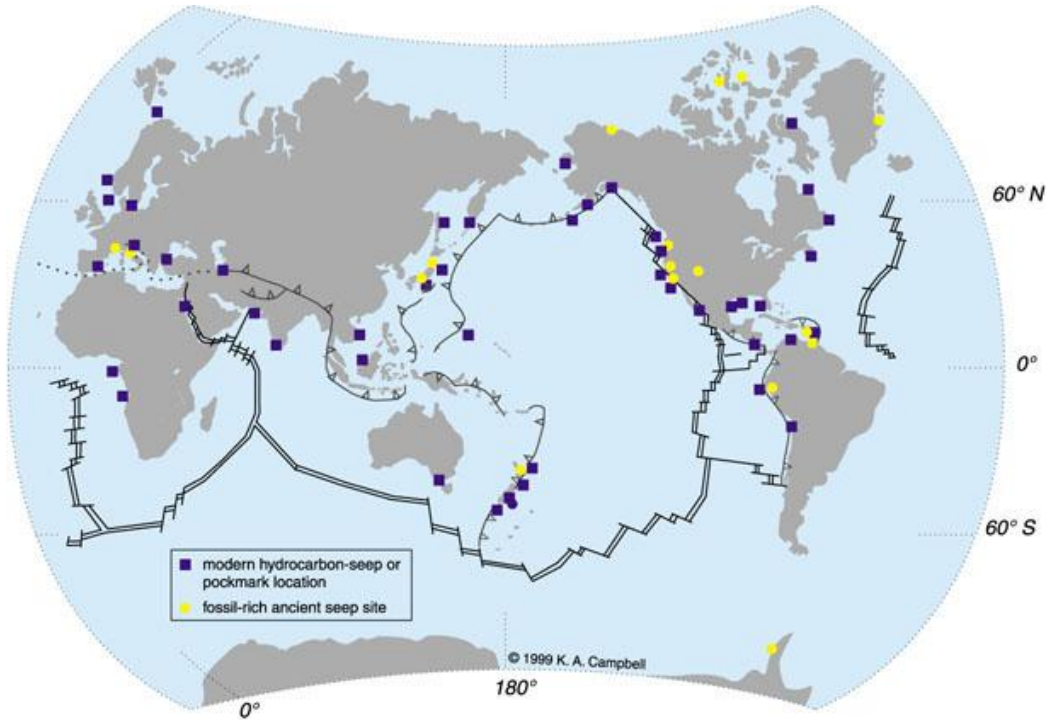 60° N
0°
60° S
modern hydrocarbon-seep or
pockmark location
fossil-rich ancient seep site
© 1999 K. A. Campbell
180°
0°